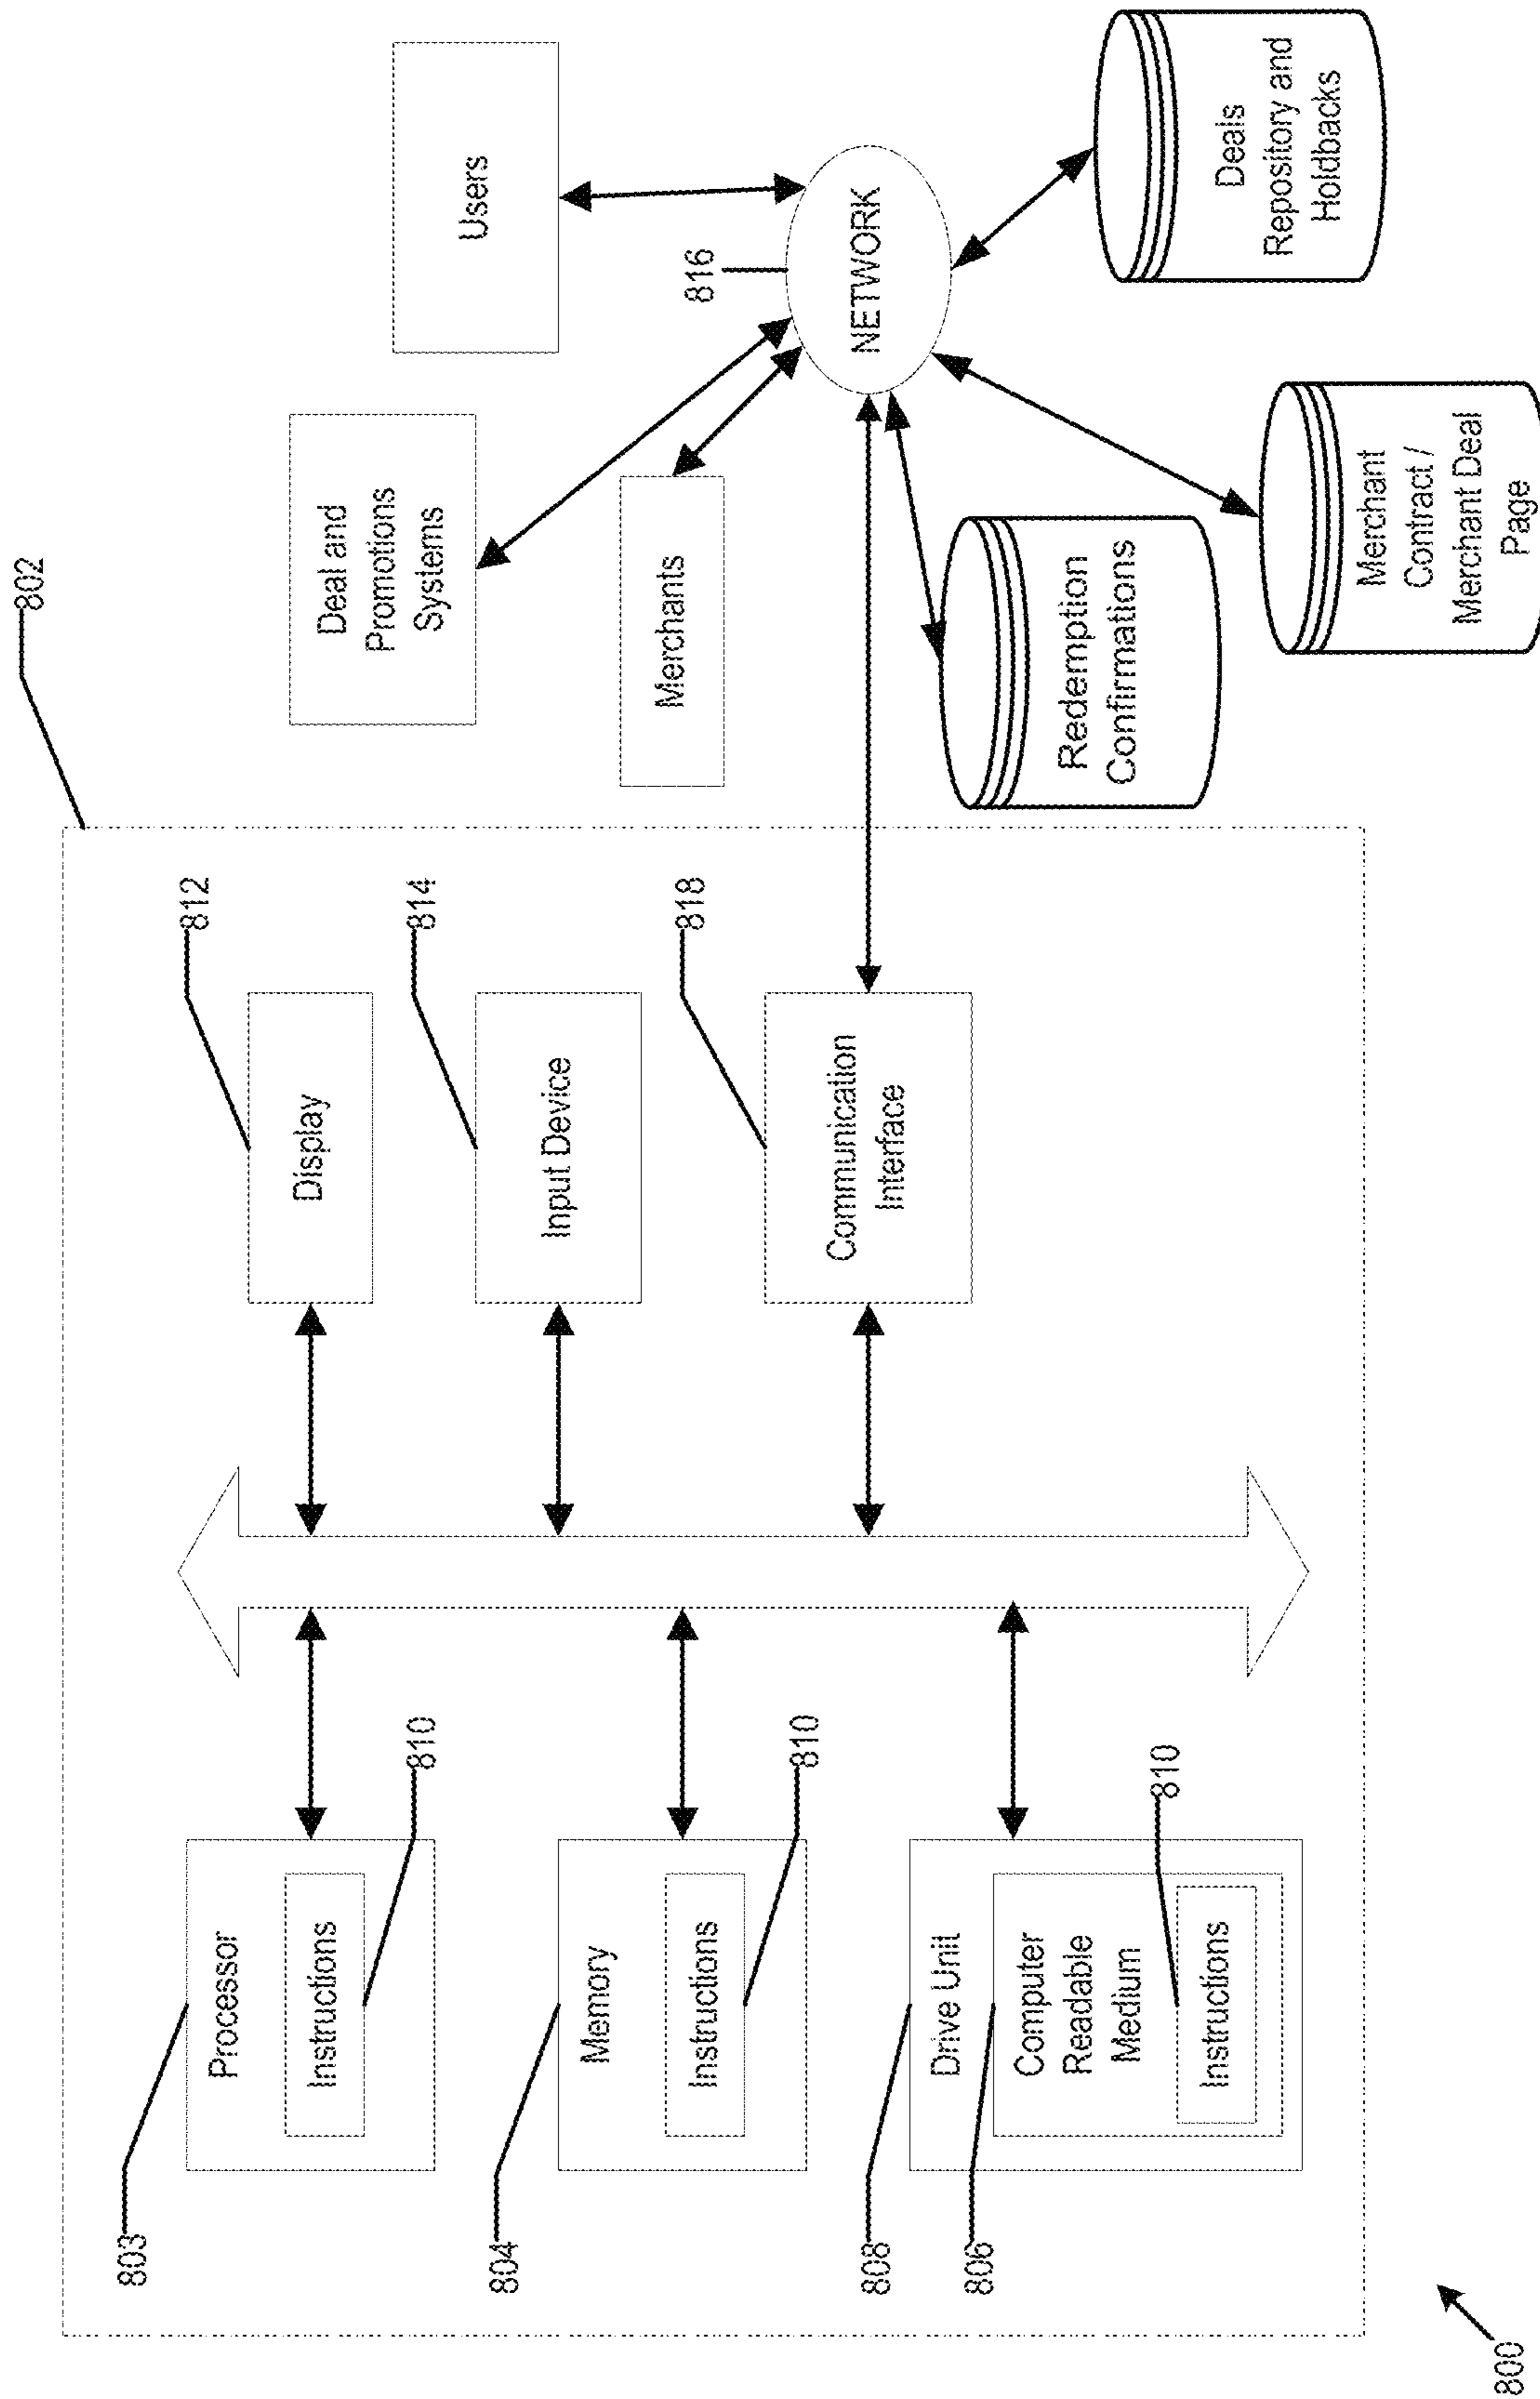 802
803
Processor
Instructions
810
804
Memory
Instructions
810
808
806
Drive Unit
Computer
Readable
Medium
810
Instructions
812
Display
814
Input Device
818
Communication
Interface
Deal and
Promotions
Systems
Users
Merchants
816
NETWORK
Redemption
Confirmations
Merchant
Contract /
Merchant Deal
Page
Deals
Repository and
Holdbacks
800